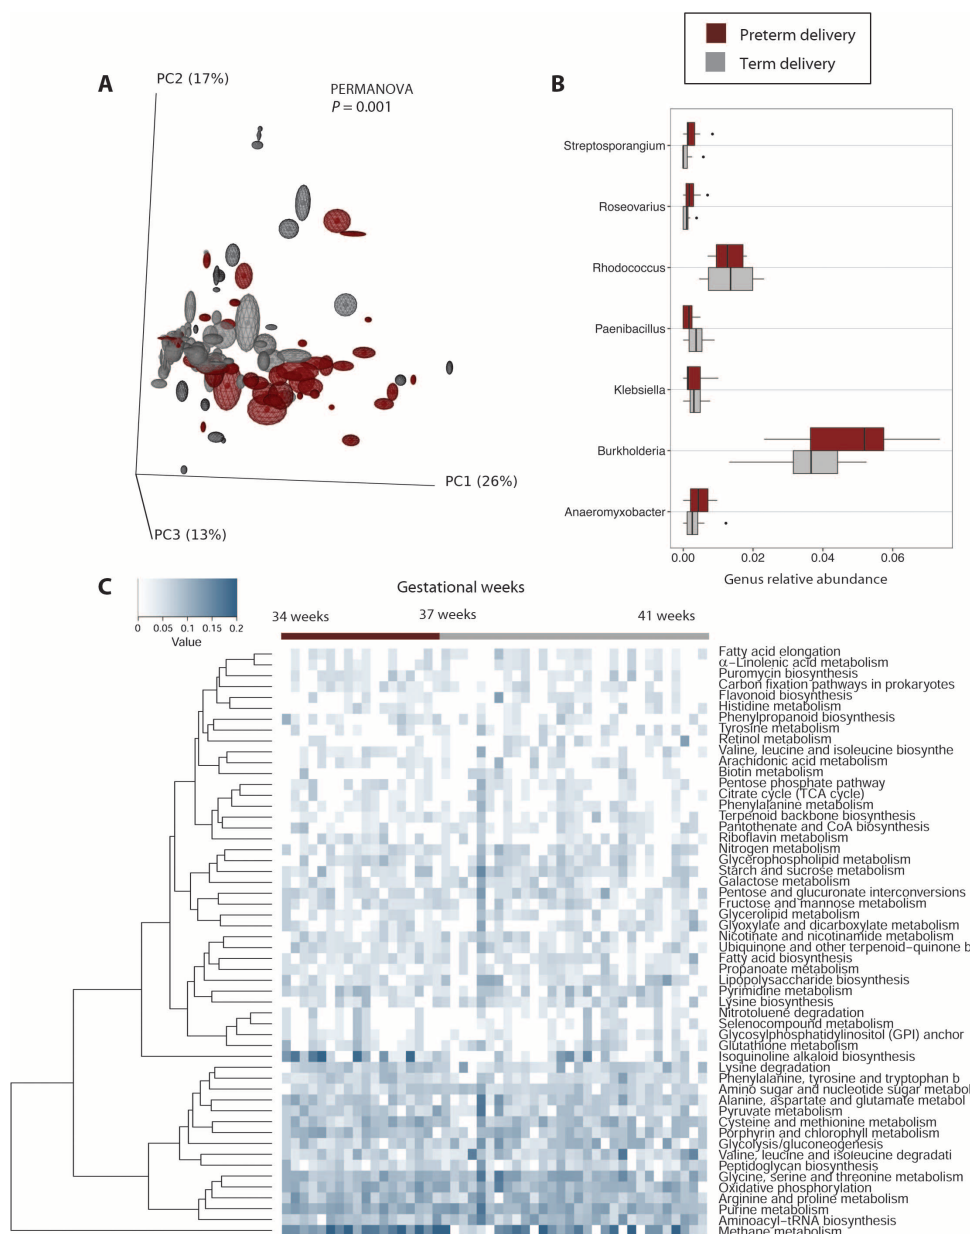 Preterm delivery
Term delivery
A
PC2 (17%)
PERMANOVA
P = 0.001
PC1 (26%)
PC3 (13%)
B
Streptosporangium
Roseovarius
Rhodococcus
Paenibacillus
Klebsiella
Burkholderia
Anaeromyxobacter
0.00 0.02 0.04 0.06
Genus relative abundance
C
0 0.05 0.1 0.15 0.2
Value
Gestational weeks
34 weeks 37 weeks 41 weeks
Fatty acid elongation
α−Linolenic acid metabolism
Puromycin biosynthesis
Carbon fixation pathways in prokaryotes
Flavonoid biosynthesis
Histidine metabolism
Phenylpropanoid biosynthesis
Tyrosine metabolism
Retinol metabolism
Valine, leucine and isoleucine biosynthe
Arachidonic acid metabolism
Biotin metabolism
Pentose phosphate pathway
Citrate cycle (TCA cycle)
Phenylalanine metabolism
Terpenoid backbone biosynthesis
Pantothenate and CoA biosynthesis
Riboflavin metabolism
Nitrogen metabolism
Glycerophospholipid metabolism
Starch and sucrose metabolism
Galactose metabolism
Pentose and glucuronate interconversions
Fructose and mannose metabolism
Glycerolipid metabolism
Glyoxylate and dicarboxylate metabolism
Nicotinate and nicotinamide metabolism
Ubiquinone and other terpenoid−quinone b
Fatty acid biosynthesis
Propanoate metabolism
Lipopolysaccharide biosynthesis
Pyrimidine metabolism
Lysine biosynthesis
Nitrotoluene degradation
Selenocompound metabolism
Glycosylphosphatidylinositol (GPI) anchor
Glutathione metabolism
Isoquinoline alkaloid biosynthesis
Lysine degradation
Phenylalanine, tyrosine and tryptophan b
Amino sugar and nucleotide sugar metabol
Alanine, aspartate and glutamate metabol
Pyruvate metabolism
Cysteine and methionine metabolism
Porphyrin and chlorophyll metabolism
Glycolysis/gluconeogenesis
Valine, leucine and isoleucine degradati
Peptidoglycan biosynthesis
Glycine, serine and threonine metabolism
Oxidative phosphorylation
Arginine and proline metabolism
Purine metabolism
Aminoacyl−tRNA biosynthesis
Methane metabolism